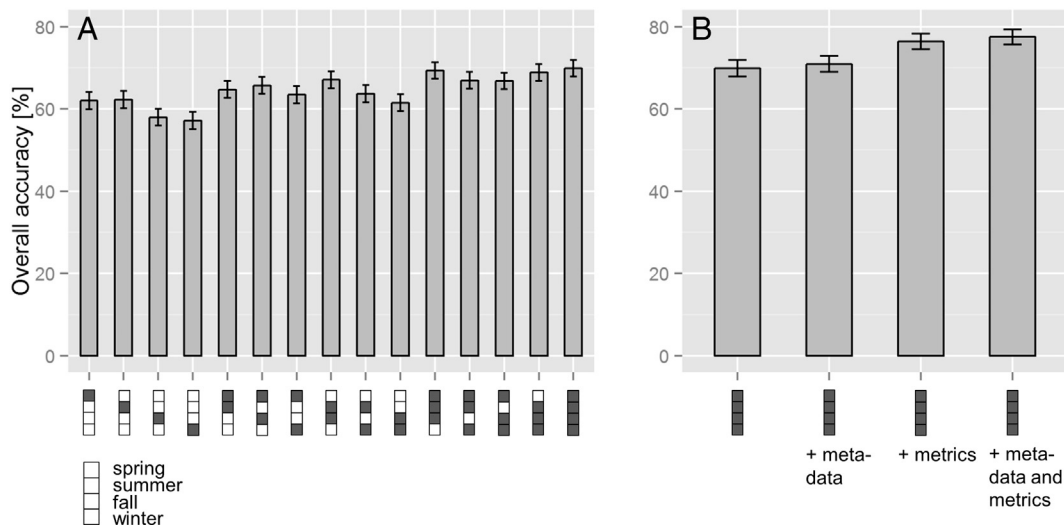 A
B
Overall accuracy [%]
80
60
40
20
0
80
60
40
20
0
spring
summer
fall
winter
+ meta-
data
+ metrics
+ meta-
data and
metrics